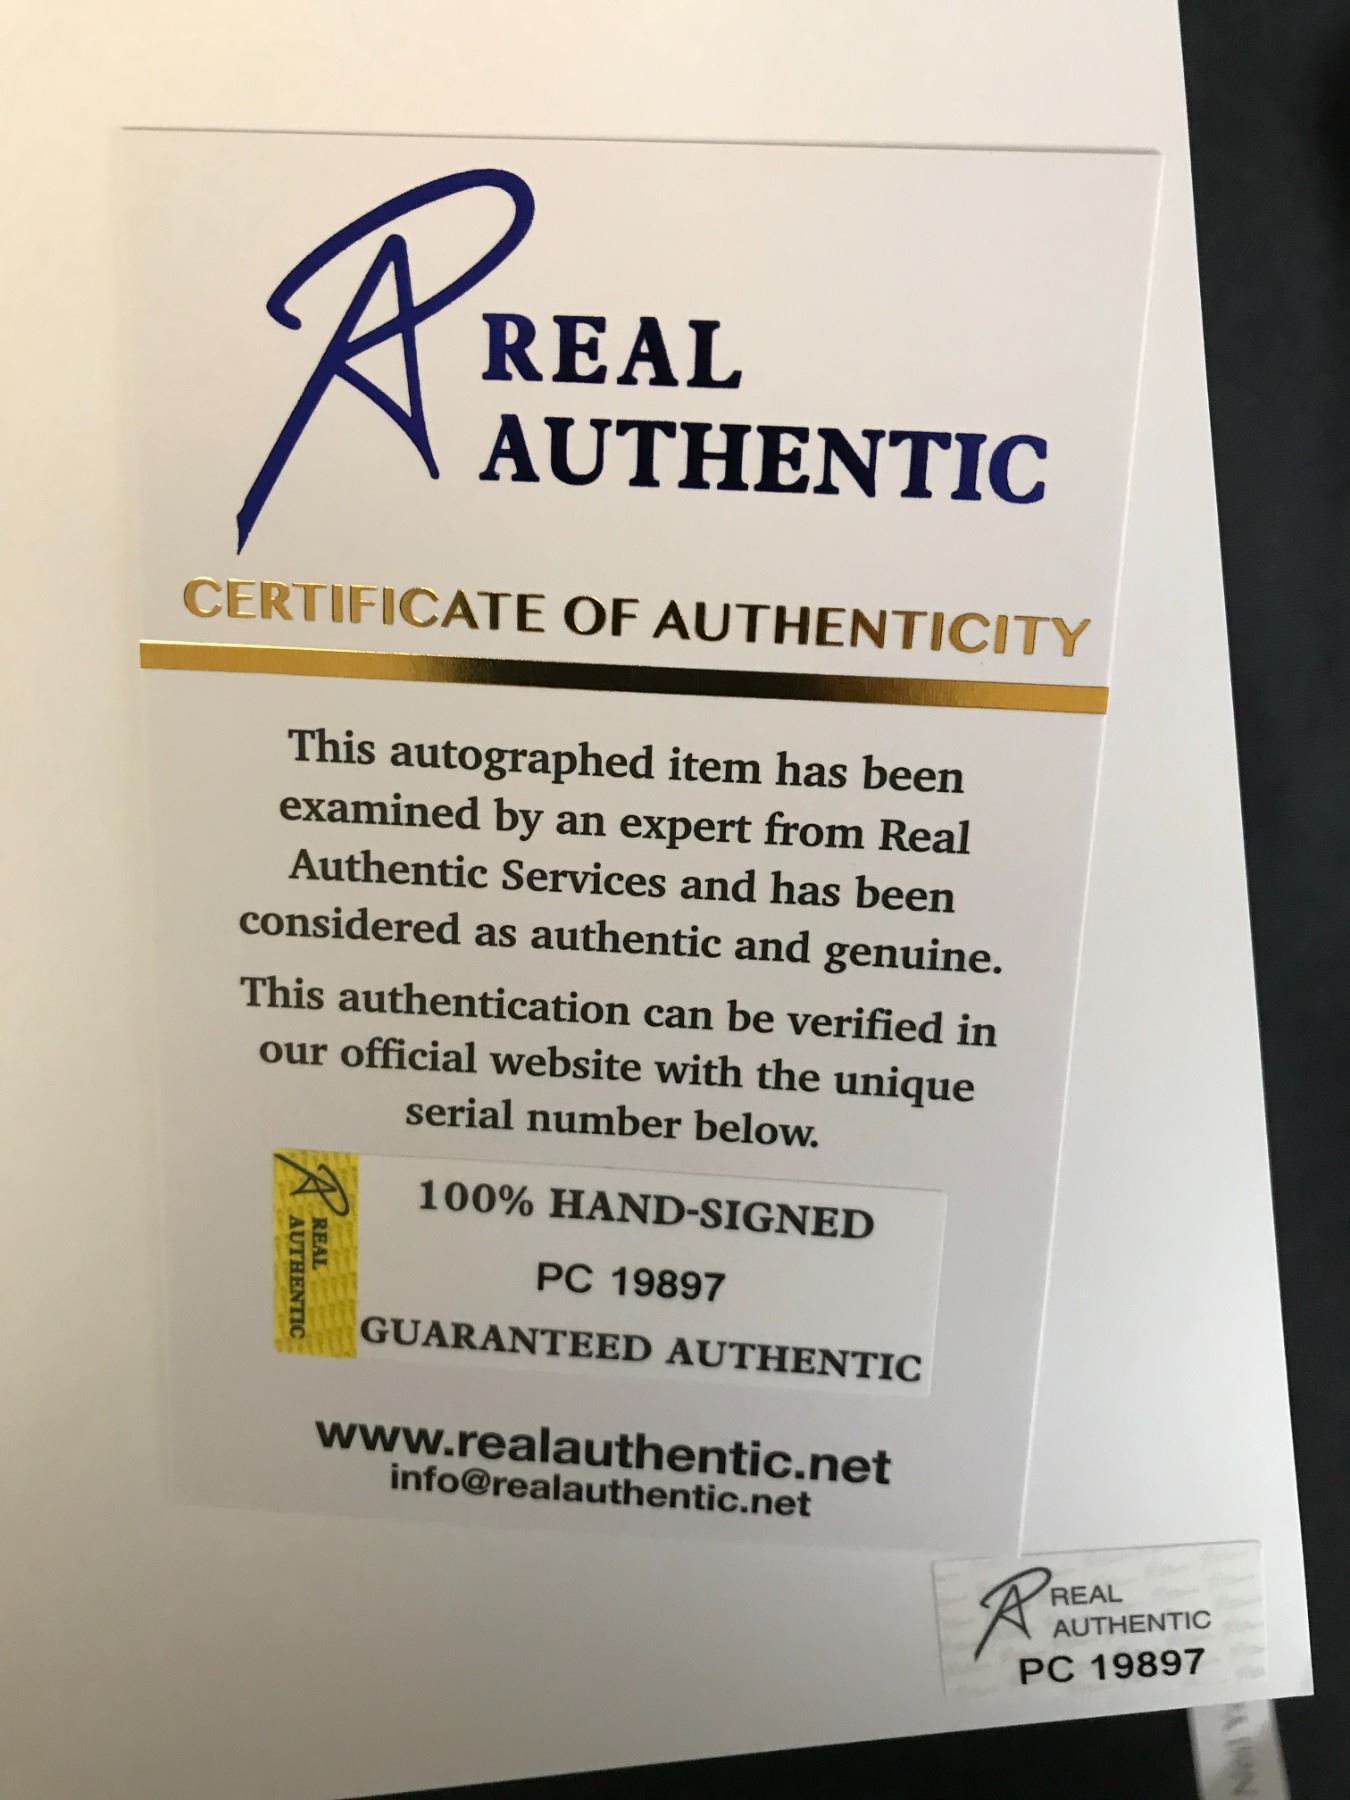 REAL
AUTHENTIC
CERTIFICATE OF AUTHENTICITY
This autographed item has been
examined by an expert from Real
Authentic Services and has been
considered as authentic and genuine.
This authentication can be verified in
our official website with the unique
serial number below.
REAL
AUTHENTIC
100% HAND-SIGNED
PC 19897
GUARANTEED AUTHENTIC
www.realauthentic.net
info@realauthentic.net
REAL
AUTHENTIC
PC 19897